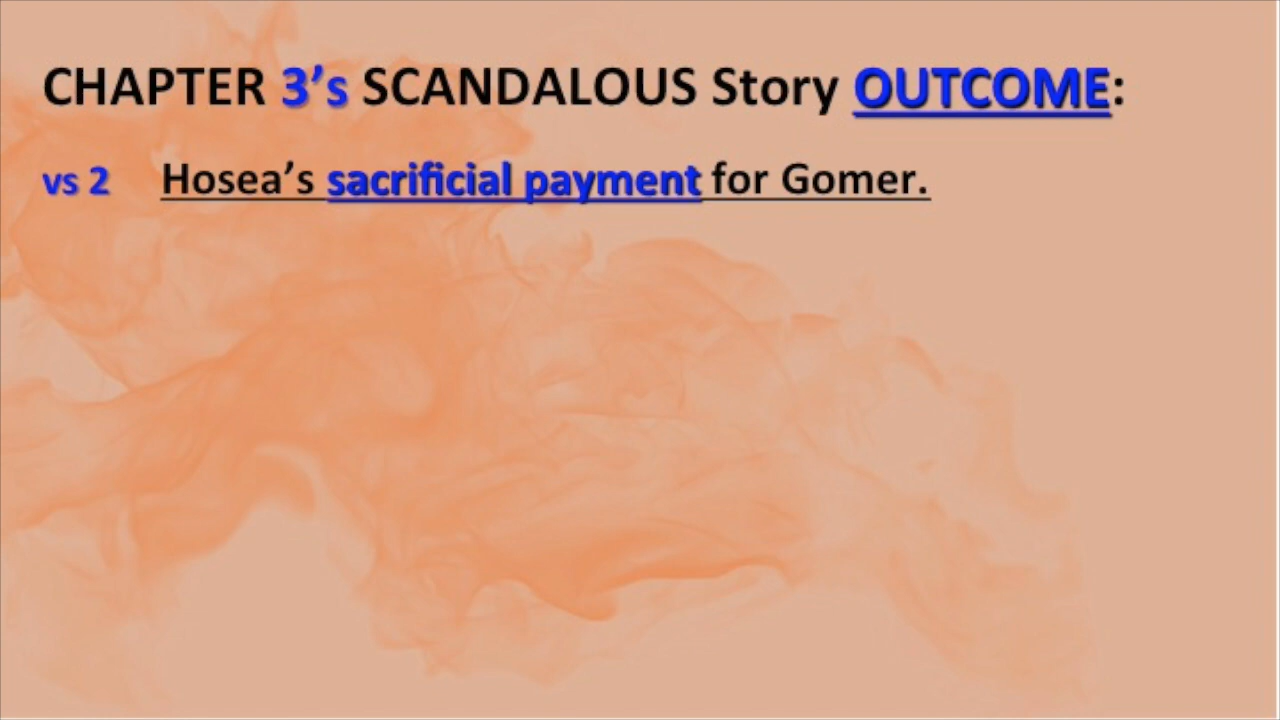 CHAPTER 3’s SCANDALOUS Story OUTCOME:
vs 2 Hosea’s sacrificial payment for Gomer.